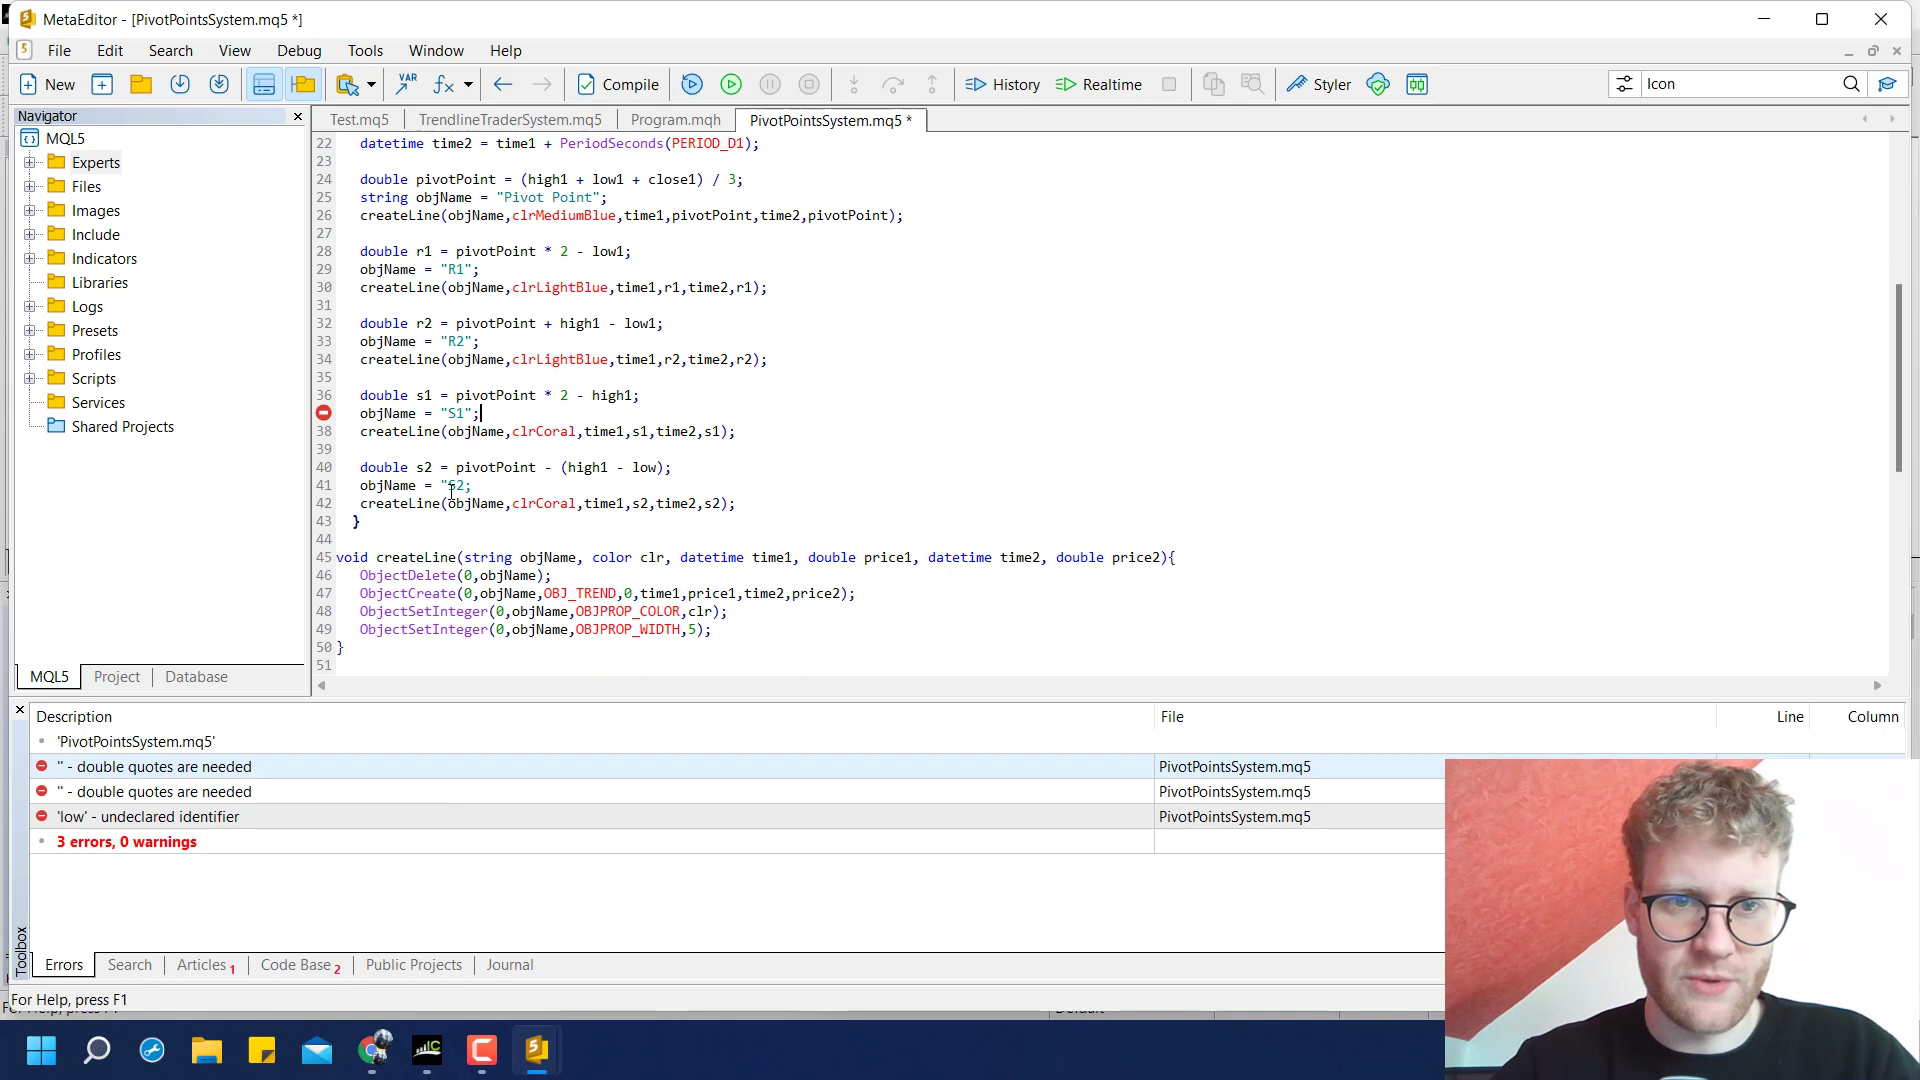 MetaEditor - [PivotPointsSystem.mq5 *]
File Edit Search View Debug Tools Window Help
New VAR Compile History Realtime Styler Icon
Navigator
MQL5
Experts
Files
Images
Include
Indicators
Libraries
Logs
Presets
Profiles
Scripts
Services
Shared Projects
MQL5 Project Database
Test.mq5 TrendlineTraderSystem.mq5 Program.mqh PivotPointsSystem.mq5 *
22 datetime time2 = time1 + PeriodSeconds(PERIOD_D1);
23
24 double pivotPoint = (high1 + low1 + close1) / 3;
25 string objName = "Pivot Point";
26 createLine(objName,clrMediumBlue,time1,pivotPoint,time2,pivotPoint);
27
28 double r1 = pivotPoint * 2 - low1;
29 objName = "R1";
30 createLine(objName,clrLightBlue,time1,r1,time2,r1);
31
32 double r2 = pivotPoint + high1 - low1;
33 objName = "R2";
34 createLine(objName,clrLightBlue,time1,r2,time2,r2);
35
36 double s1 = pivotPoint * 2 - high1;
objName = "S1";
38 createLine(objName,clrCoral,time1,s1,time2,s1);
39
40 double s2 = pivotPoint - (high1 - low);
41 objName = "S2;
42 createLine(objName,clrCoral,time1,s2,time2,s2);
43 }
44
45 void createLine(string objName, color clr, datetime time1, double price1, datetime time2, double price2){
46 ObjectDelete(0,objName);
47 ObjectCreate(0,objName,OBJ_TREND,0,time1,price1,time2,price2);
48 ObjectSetInteger(0,objName,OBJPROP_COLOR,clr);
49 ObjectSetInteger(0,objName,OBJPROP_WIDTH,5);
50 }
51
Description File Line Column
'PivotPointsSystem.mq5'
'' - double quotes are needed PivotPointsSystem.mq5
'' - double quotes are needed PivotPointsSystem.mq5
'low' - undeclared identifier PivotPointsSystem.mq5
3 errors, 0 warnings
Toolbox
Errors Search Articles 1 Code Base 2 Public Projects Journal
For Help, press F1